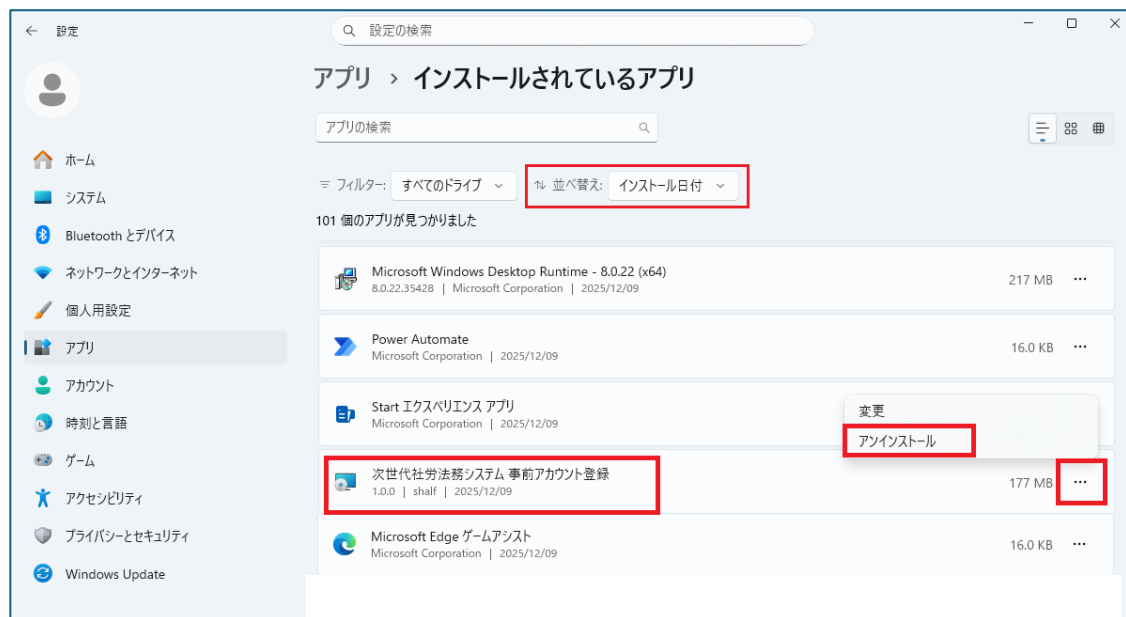 設定
設定の検索
アプリ › インストールされているアプリ
アプリの検索
ホーム
システム
Bluetooth とデバイス
ネットワークとインターネット
個人用設定
アプリ
アカウント
時刻と言語
ゲーム
アクセシビリティ
プライバシーとセキュリティ
Windows Update
フィルター: すべてのドライブ
並べ替え: インストール日付
101 個のアプリが見つかりました
Microsoft Windows Desktop Runtime - 8.0.22 (x64)
8.0.22.35428 | Microsoft Corporation | 2025/12/09
217 MB
Power Automate
Microsoft Corporation | 2025/12/09
16.0 KB
Start エクスペリエンス アプリ
Microsoft Corporation | 2025/12/09
変更
アンインストール
次世代社労法務システム 事前アカウント登録
1.0.0 | shalf | 2025/12/09
177 MB
Microsoft Edge ゲームアシスト
Microsoft Corporation | 2025/12/09
16.0 KB